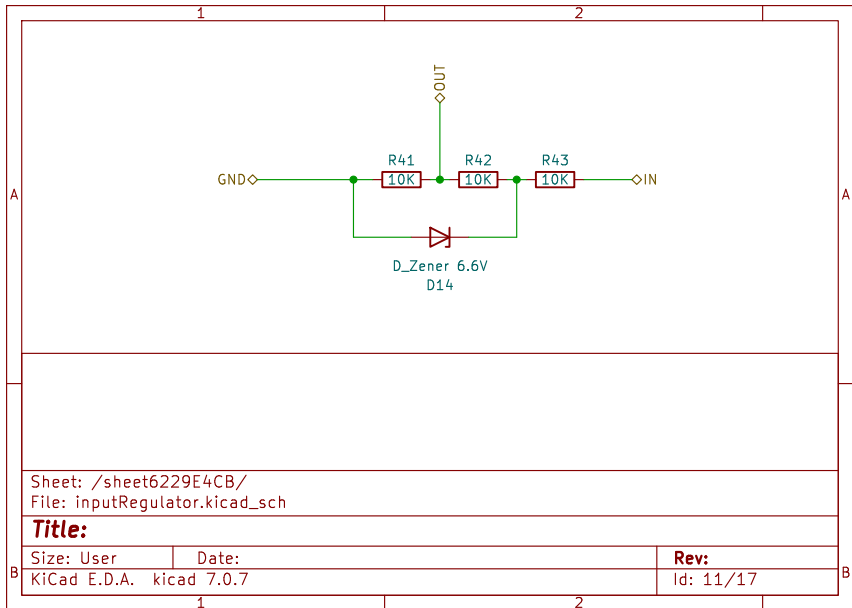 1 2
OUT
R41 R42 R43
GND 10K 10K 10K IN
A A
D_Zener 6.6V
D14
Sheet: /sheet6229E4CB/
File: inputRegulator.kicad_sch
Title:
Size: User Date: Rev:
B B
KiCad E.D.A. kicad 7.0.7 Id: 11/17
1 2